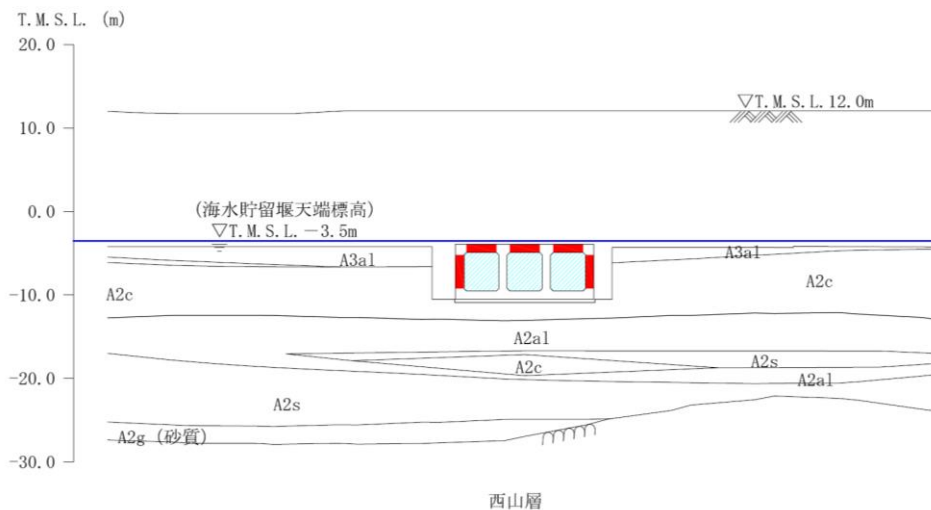 T.M.S.L. (m)
20.0
▽T.M.S.L.12.0m
10.0
(海水貯留堰天端標高)
0.0
▽T.M.S.L.－3.5m
A3al
A3al
A2c
A2c
-10.0
A2al
A2c
A2s
-20.0
A2al
A2s
A2g (砂質)
-30.0
西山層